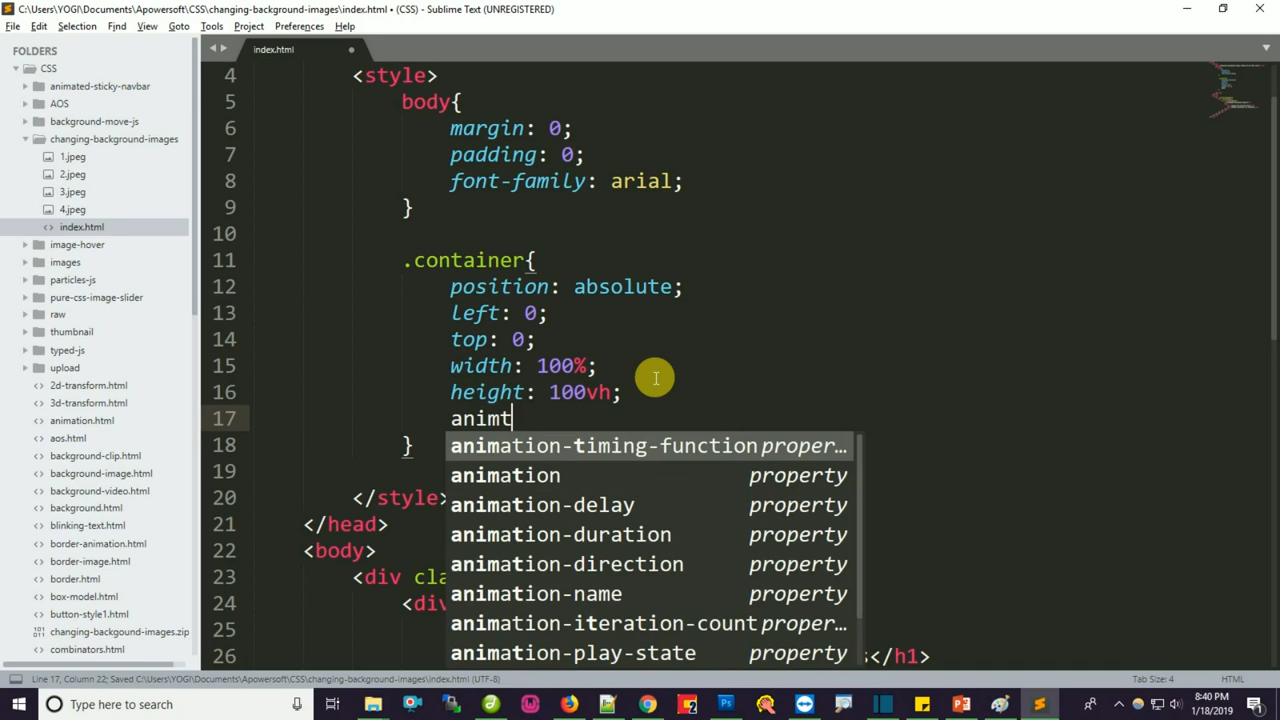 C:\Users\YOGI\Documents\Apowersoft\CSS\changing-background-images\index.html • (CSS) - Sublime Text (UNREGISTERED)
File Edit Selection Find View Goto Tools Project Preferences Help
FOLDERS
CSS
animated-sticky-navbar
AOS
background-move-js
changing-background-images
1.jpeg
2.jpeg
3.jpeg
4.jpeg
index.html
image-hover
images
particles-js
pure-css-image-slider
raw
thumbnail
typed-js
upload
2d-transform.html
3d-transform.html
animation.html
aos.html
background-clip.html
background-image.html
background-video.html
background.html
blinking-text.html
border-animation.html
border-image.html
border.html
box-model.html
button-style1.html
changing-backgound-images.zip
combinators.html
index.html
4 <style>
5 body{
6 margin: 0;
7 padding: 0;
8 font-family: arial;
9 }
10
11 .container{
12 position: absolute;
13 left: 0;
14 top: 0;
15 width: 100%;
16 height: 100vh;
17 animt
18 }
19
20 </style>
21 </head>
22 <body>
23 <div cla
24 <div
25
26 s</h1>
animation-timing-function proper…
animation property
animation-delay property
animation-duration property
animation-direction property
animation-name property
animation-iteration-count proper…
animation-play-state property
Line 17, Column 22; Saved C:\Users\YOGI\Documents\Apowersoft\CSS\changing-background-images\index.html (UTF-8)
Tab Size: 4
HTML
Type here to search
8:40 PM
1/18/2019